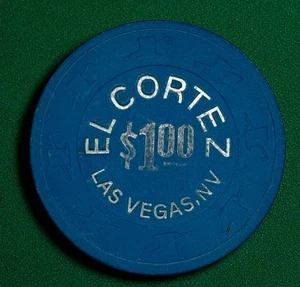 EL CORTEZ
$1.00
LAS VEGAS, NV